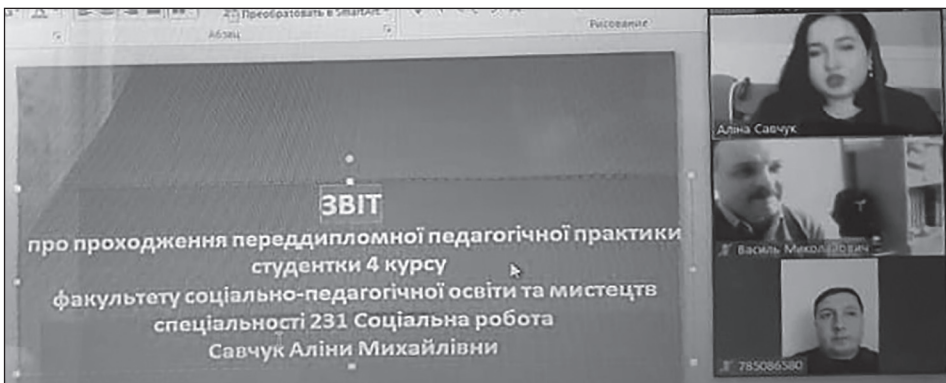 Преобразовать в SmartArt
Абзац
Рисование
ЗВІТ
про проходження переддипломної педагогічної практики
студентки 4 курсу
факультету соціально-педагогічної освіти та мистецтв
спеціальності 231 Соціальна робота
Савчук Аліни Михайлівни
Аліна Савчук
Василь Миколайович
785086580